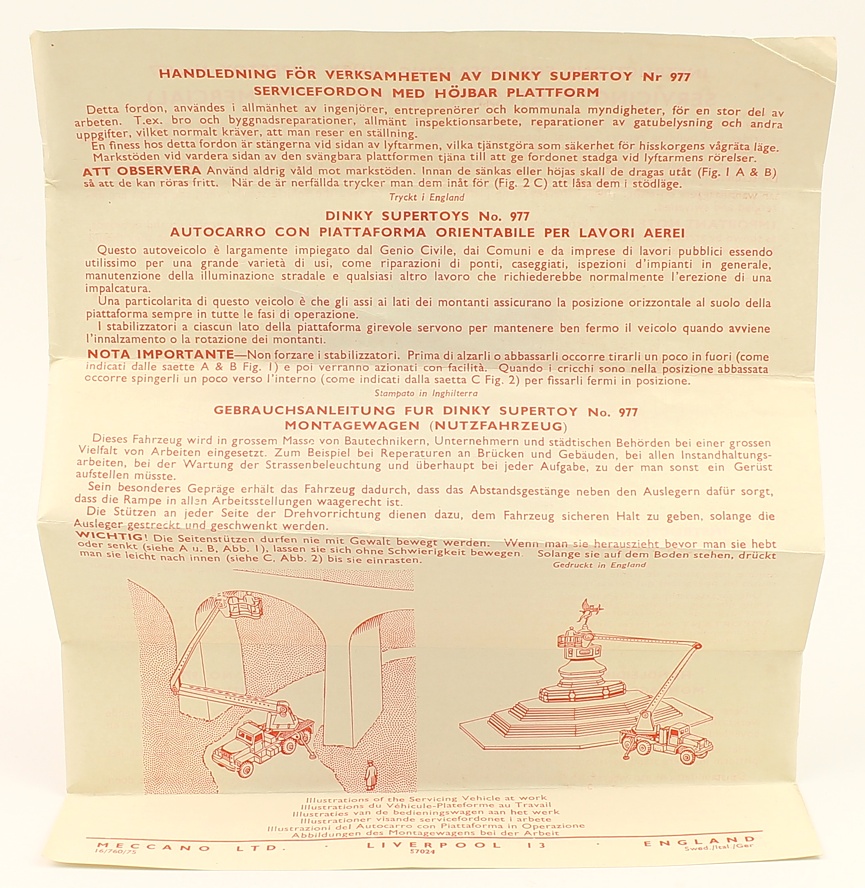 HANDLEDNING FÖR VERKSAMHETEN AV DINKY SUPERTOY Nr 977
SERVICEFORDON MED HÖJBAR PLATTFORM
Detta fordon, användes i allmänhet av ingenjörer, entreprenörer och kommunala myndigheter, för en stor del av
arbeten. T.ex. bro och byggnadsreparationer, allmänt inspektionsarbete, reparationer av gatubelysning och andra
uppgifter, vilket normalt kräver, att man reser en ställning.
En finess hos detta fordon är stängerna vid sidan av lyftarmen, vilka tjänstgöra som säkerhet för hisskorgens vågräta läge.
Markstöden vid vardera sidan av den svängbara plattformen tjäna till att ge fordonet stadga vid lyftarmens rörelser.
ATT OBSERVERA Använd aldrig våld mot markstöden. Innan de sänkas eller höjas skall de dragas utåt (Fig. 1 A & B)
så att de kan röras fritt. När de är nerfällda trycker man dem inåt för (Fig. 2 C) att låsa dem i stödläge.
Tryckt i England
DINKY SUPERTOYS No. 977
AUTOCARRO CON PIATTAFORMA ORIENTABILE PER LAVORI AEREI
Questo autoveicolo è largamente impiegato dal Genio Civile, dai Comuni e da imprese di lavori pubblici essendo
utilissimo per una grande varietà di usi, come riparazioni di ponti, caseggiati, ispezioni d'impianti in generale,
manutenzione della illuminazione stradale e qualsiasi altro lavoro che richiederebbe normalmente l'erezione di una
impalcatura.
Una particolarita di questo veicolo è che gli assi ai lati dei montanti assicurano la posizione orizzontale al suolo della
piattaforma sempre in tutte le fasi di operazione.
I stabilizzatori a ciascun lato della piattaforma girevole servono per mantenere ben fermo il veicolo quando avviene
l'innalzamento o la rotazione dei montanti.
NOTA IMPORTANTE—Non forzare i stabilizzatori. Prima di alzarli o abbassarli occorre tirarli un poco in fuori (come
indicati dalle saette A & B Fig. 1) e poi verranno azionati con facilità. Quando i cricchi sono nella posizione abbassata
occorre spingerli un poco verso l'interno (come indicati dalla saetta C Fig. 2) per fissarli fermi in posizione.
Stampato in Inghilterra
GEBRAUCHSANLEITUNG FUR DINKY SUPERTOY No. 977
MONTAGEWAGEN (NUTZFAHRZEUG)
Dieses Fahrzeug wird in grossem Masse von Bautechnikern, Unternehmern und städtischen Behörden bei einer grossen
Vielfalt von Arbeiten eingesetzt. Zum Beispiel bei Reperaturen an Brücken und Gebäuden, bei allen Instandhaltungs-
arbeiten, bei der Wartung der Strassenbeleuchtung und überhaupt bei jeder Aufgabe, zu der man sonst ein Gerüst
aufstellen müsste.
Sein besonderes Gepräge erhält das Fahrzeug dadurch, dass das Abstandsgestänge neben den Auslegern dafür sorgt,
dass die Rampe in allen Arbeitsstellungen waagerecht ist.
Die Stützen an jeder Seite der Drehvorrichtung dienen dazu, dem Fahrzeug sicheren Halt zu geben, solange die
Ausleger gestreckt und geschwenkt werden.
WICHTIG! Die Seitenstützen durfen nie mit Gewalt bewegt werden. Wenn man sie herauszieht bevor man sie hebt
oder senkt (siehe A u. B, Abb. 1), lassen sie sich ohne Schwierigkeit bewegen. Solange sie auf dem Boden stehen, drückt
man sie leicht nach innen (siehe C, Abb. 2) bis sie einrasten.
Gedruckt in England
Illustrations of the Servicing Vehicle at work
Illustrations du Véhicule-Plateforme au Travail
Illustraties van de bedieningswagen aan het werk
Illustrationer visande servicefordonet i arbete
Illustrazioni del Autocarro con Piattaforma in Operazione
Abbildungen des Montagewagens bei der Arbeit
MECCANO LTD. · LIVERPOOL 13 · ENGLAND
16/760/75 57024 Swed./Ital./Ger